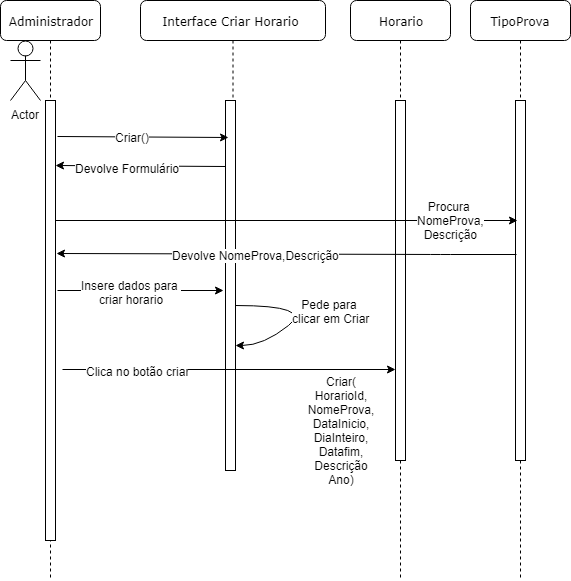 Administrador
Interface Criar Horario
Horario
TipoProva
Actor
Criar()
Devolve Formulário
Procura
NomeProva,
Descrição
Devolve NomeProva,Descrição
Insere dados para
criar horario
Pede para
clicar em Criar
Clica no botão criar
Criar(
HorarioId,
NomeProva,
DataInicio,
DiaInteiro,
Datafim,
Descrição
Ano)